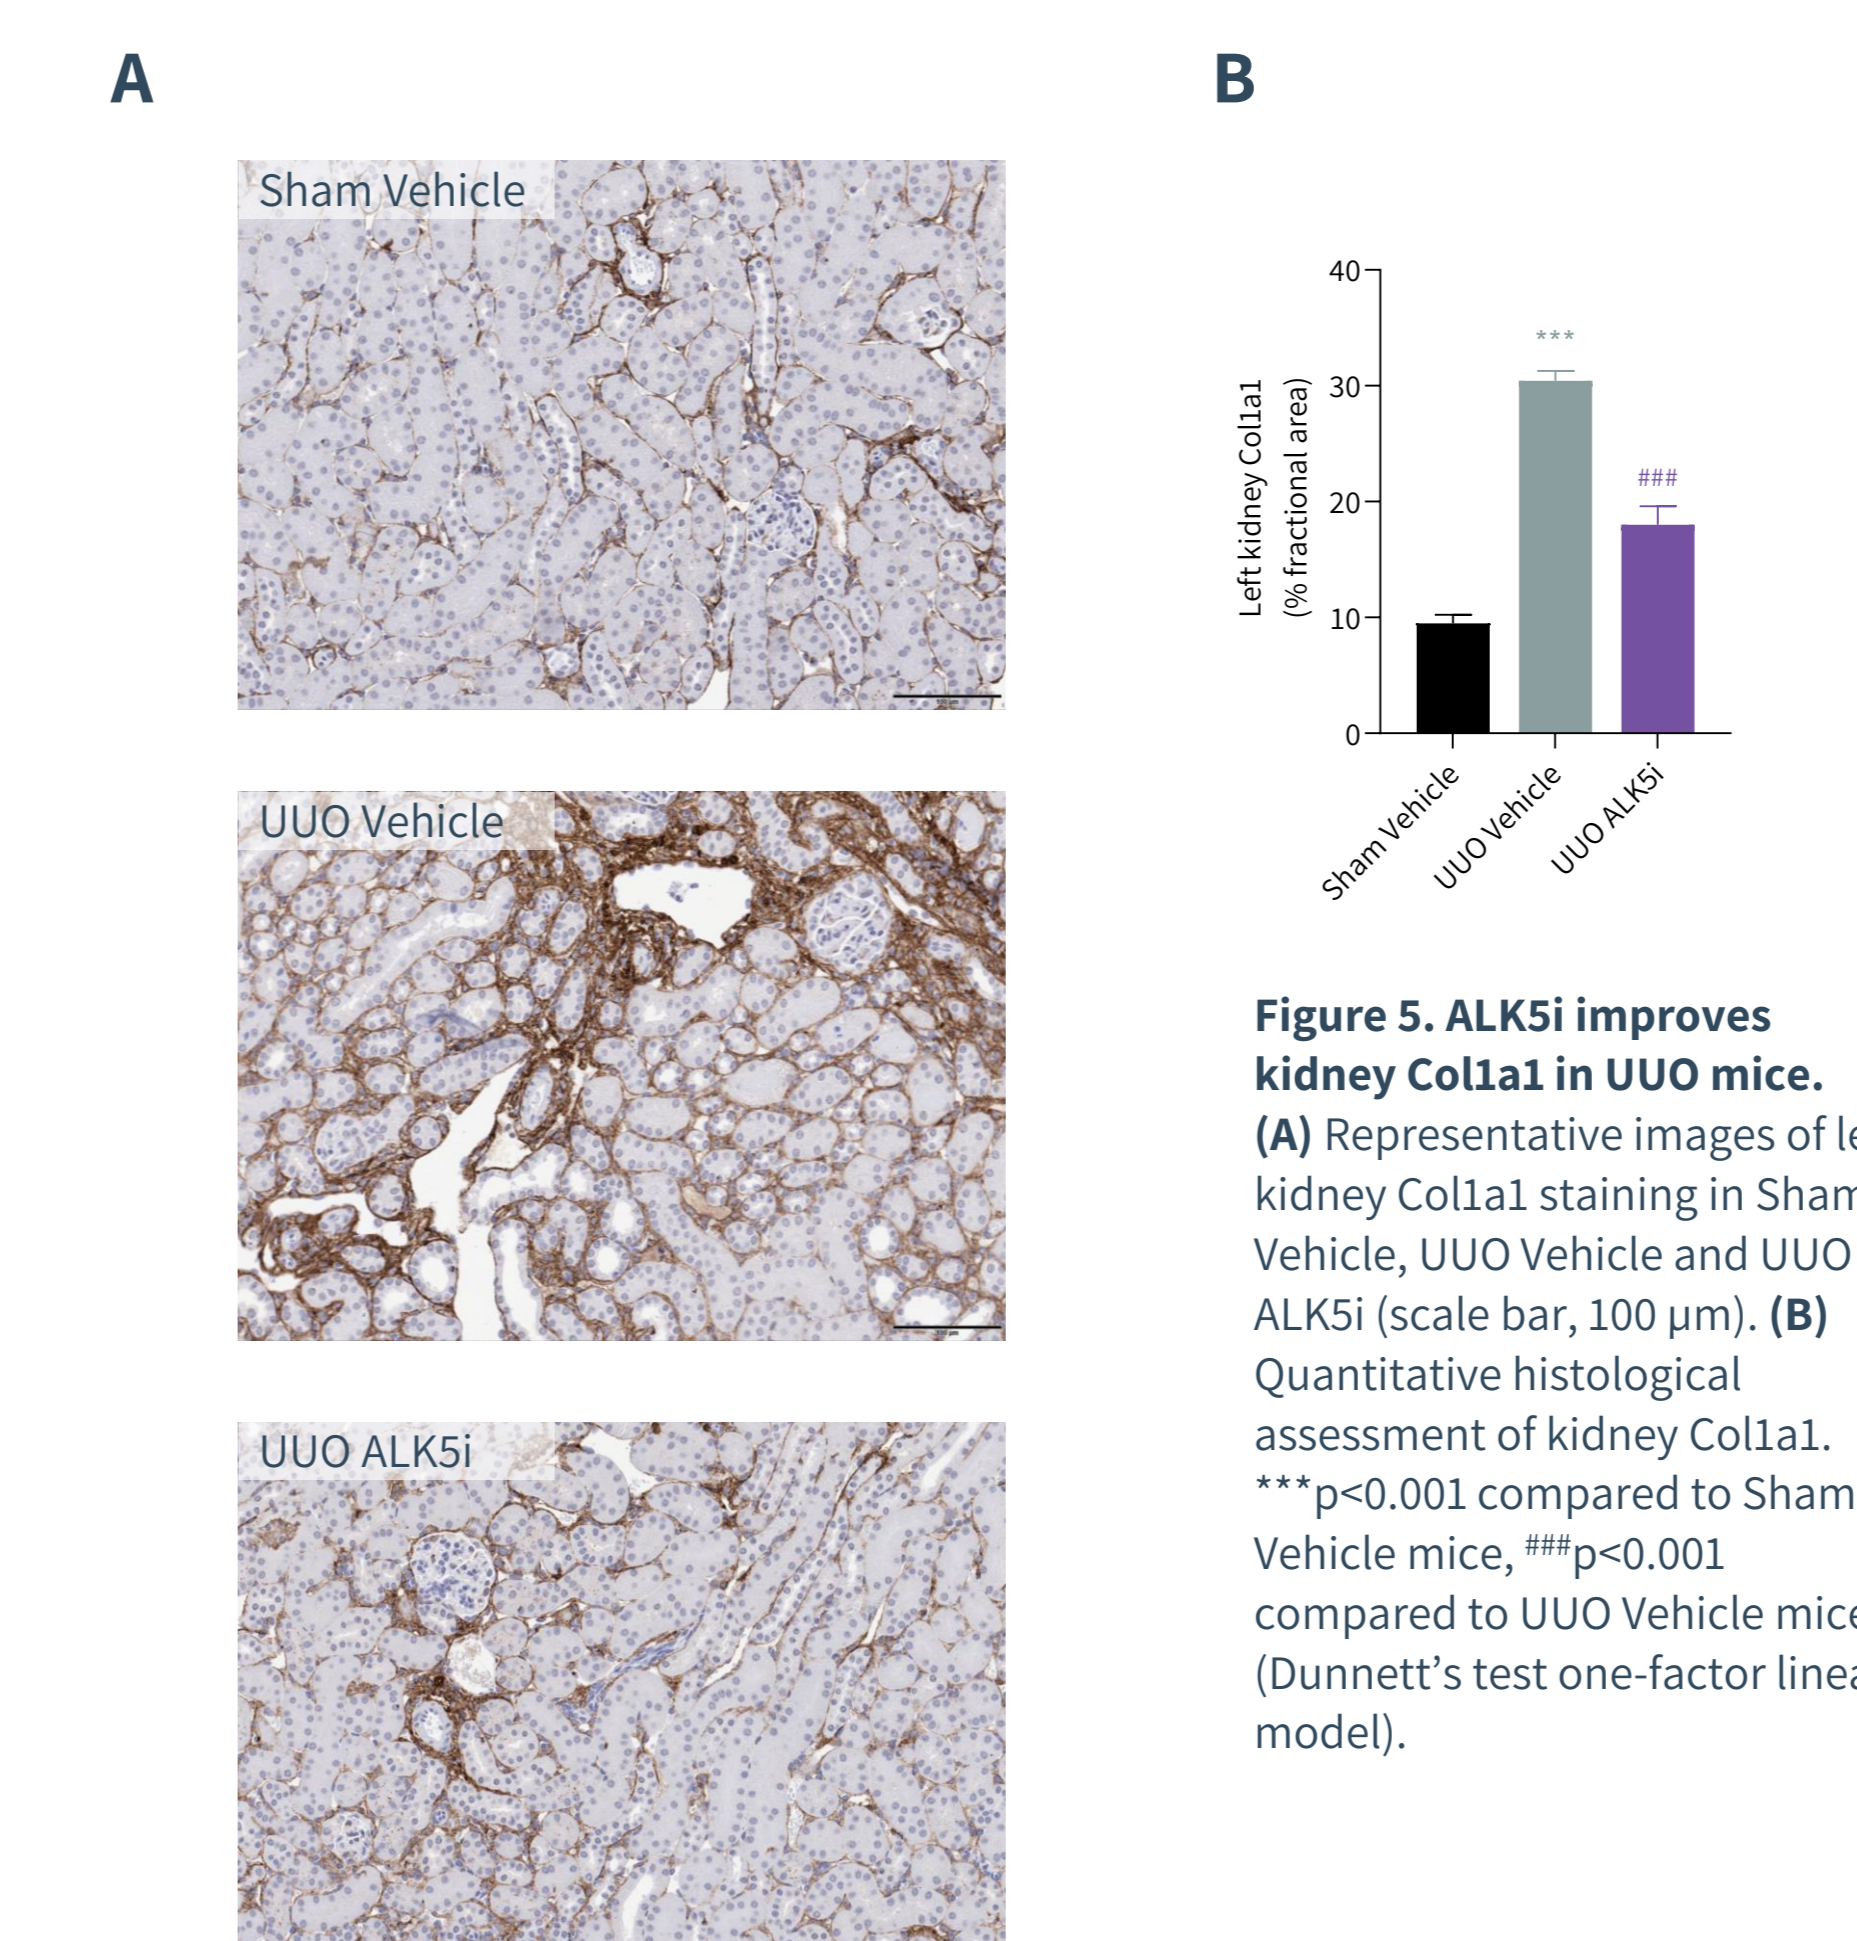 A
B
Sham Vehicle
UUO Vehicle
UUO ALK5i
Left kidney Col1a1
(% fractional area)
40
30
20
10
0
***
###
Sham Vehicle
UUO Vehicle
UUO ALK5i
Figure 5. ALK5i improves
kidney Col1a1 in UUO mice.
(A) Representative images of
kidney Col1a1 staining in Sham
Vehicle, UUO Vehicle and UUO
ALK5i (scale bar, 100 µm). (B)
Quantitative histological
assessment of kidney Col1a1.
***p<0.001 compared to Sham
Vehicle mice, ###p<0.001
compared to UUO Vehicle mice
(Dunnett’s test one-factor
model).